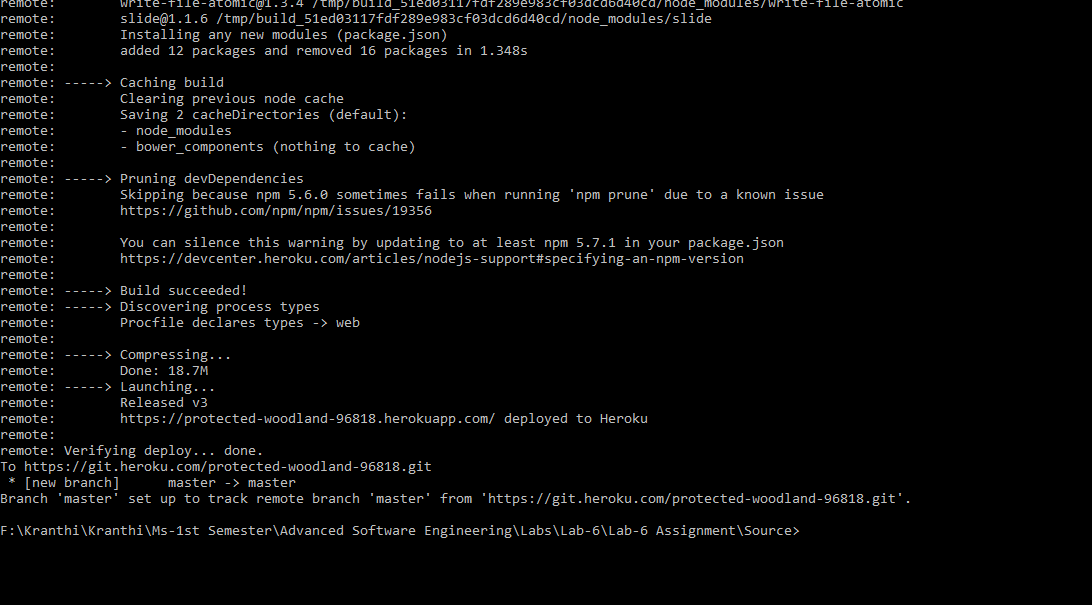 remote:        write-file-atomic@1.3.4 /tmp/build_51ed03117fdf289e983cf03dcd6d40cd/node_modules/write-file-atomic
remote:        slide@1.1.6 /tmp/build_51ed03117fdf289e983cf03dcd6d40cd/node_modules/slide
remote:        Installing any new modules (package.json)
remote:        added 12 packages and removed 16 packages in 1.348s
remote:
remote: -----> Caching build
remote:        Clearing previous node cache
remote:        Saving 2 cacheDirectories (default):
remote:        - node_modules
remote:        - bower_components (nothing to cache)
remote:
remote: -----> Pruning devDependencies
remote:        Skipping because npm 5.6.0 sometimes fails when running 'npm prune' due to a known issue
remote:        https://github.com/npm/npm/issues/19356
remote:
remote:        You can silence this warning by updating to at least npm 5.7.1 in your package.json
remote:        https://devcenter.heroku.com/articles/nodejs-support#specifying-an-npm-version
remote:
remote: -----> Build succeeded!
remote: -----> Discovering process types
remote:        Procfile declares types -> web
remote:
remote: -----> Compressing...
remote:        Done: 18.7M
remote: -----> Launching...
remote:        Released v3
remote:        https://protected-woodland-96818.herokuapp.com/ deployed to Heroku
remote:
remote: Verifying deploy... done.
To https://git.heroku.com/protected-woodland-96818.git
 * [new branch]      master -> master
Branch 'master' set up to track remote branch 'master' from 'https://git.heroku.com/protected-woodland-96818.git'.
F:\Kranthi\Kranthi\Ms-1st Semester\Advanced Software Engineering\Labs\Lab-6\Lab-6 Assignment\Source>